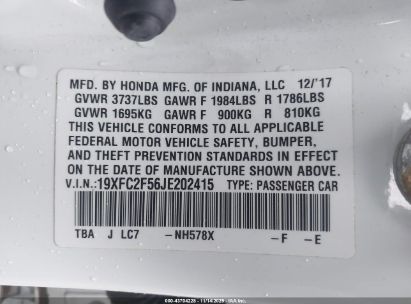 MFD. BY HONDA MFG. OF INDIANA, LLC 12/'17
GVWR 3737LBS GAWR F 1984LBS R 1786LBS
GVWR 1695KG GAWR F 900KG R 810KG
THIS VEHICLE CONFORMS TO ALL APPLICABLE
FEDERAL MOTOR VEHICLE SAFETY, BUMPER,
AND THEFT PREVENTION STANDARDS IN EFFECT
ON THE DATE OF MANUFACTURE SHOWN ABOVE.
V.I.N.:19XFC2F56JE202415 TYPE: PASSENGER CAR
TBA J LC7 -NH578X -F -E